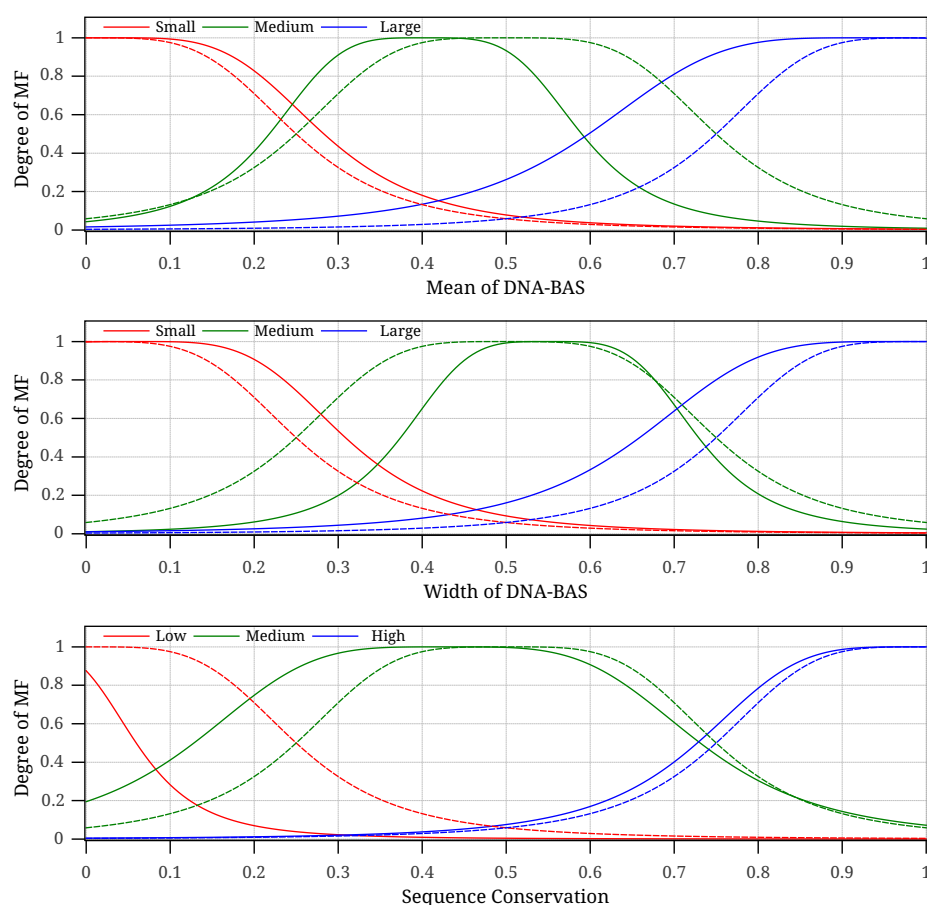 Small Medium Large
1
0.8
0.6
0.4
0.2
0
Degree of MF
0 0.1 0.2 0.3 0.4 0.5 0.6 0.7 0.8 0.9 1
Mean of DNA-BAS
Small Medium Large
1
0.8
0.6
0.4
0.2
0
Degree of MF
0 0.1 0.2 0.3 0.4 0.5 0.6 0.7 0.8 0.9 1
Width of DNA-BAS
Low Medium High
1
0.8
0.6
0.4
0.2
0
Degree of MF
0 0.1 0.2 0.3 0.4 0.5 0.6 0.7 0.8 0.9 1
Sequence Conservation